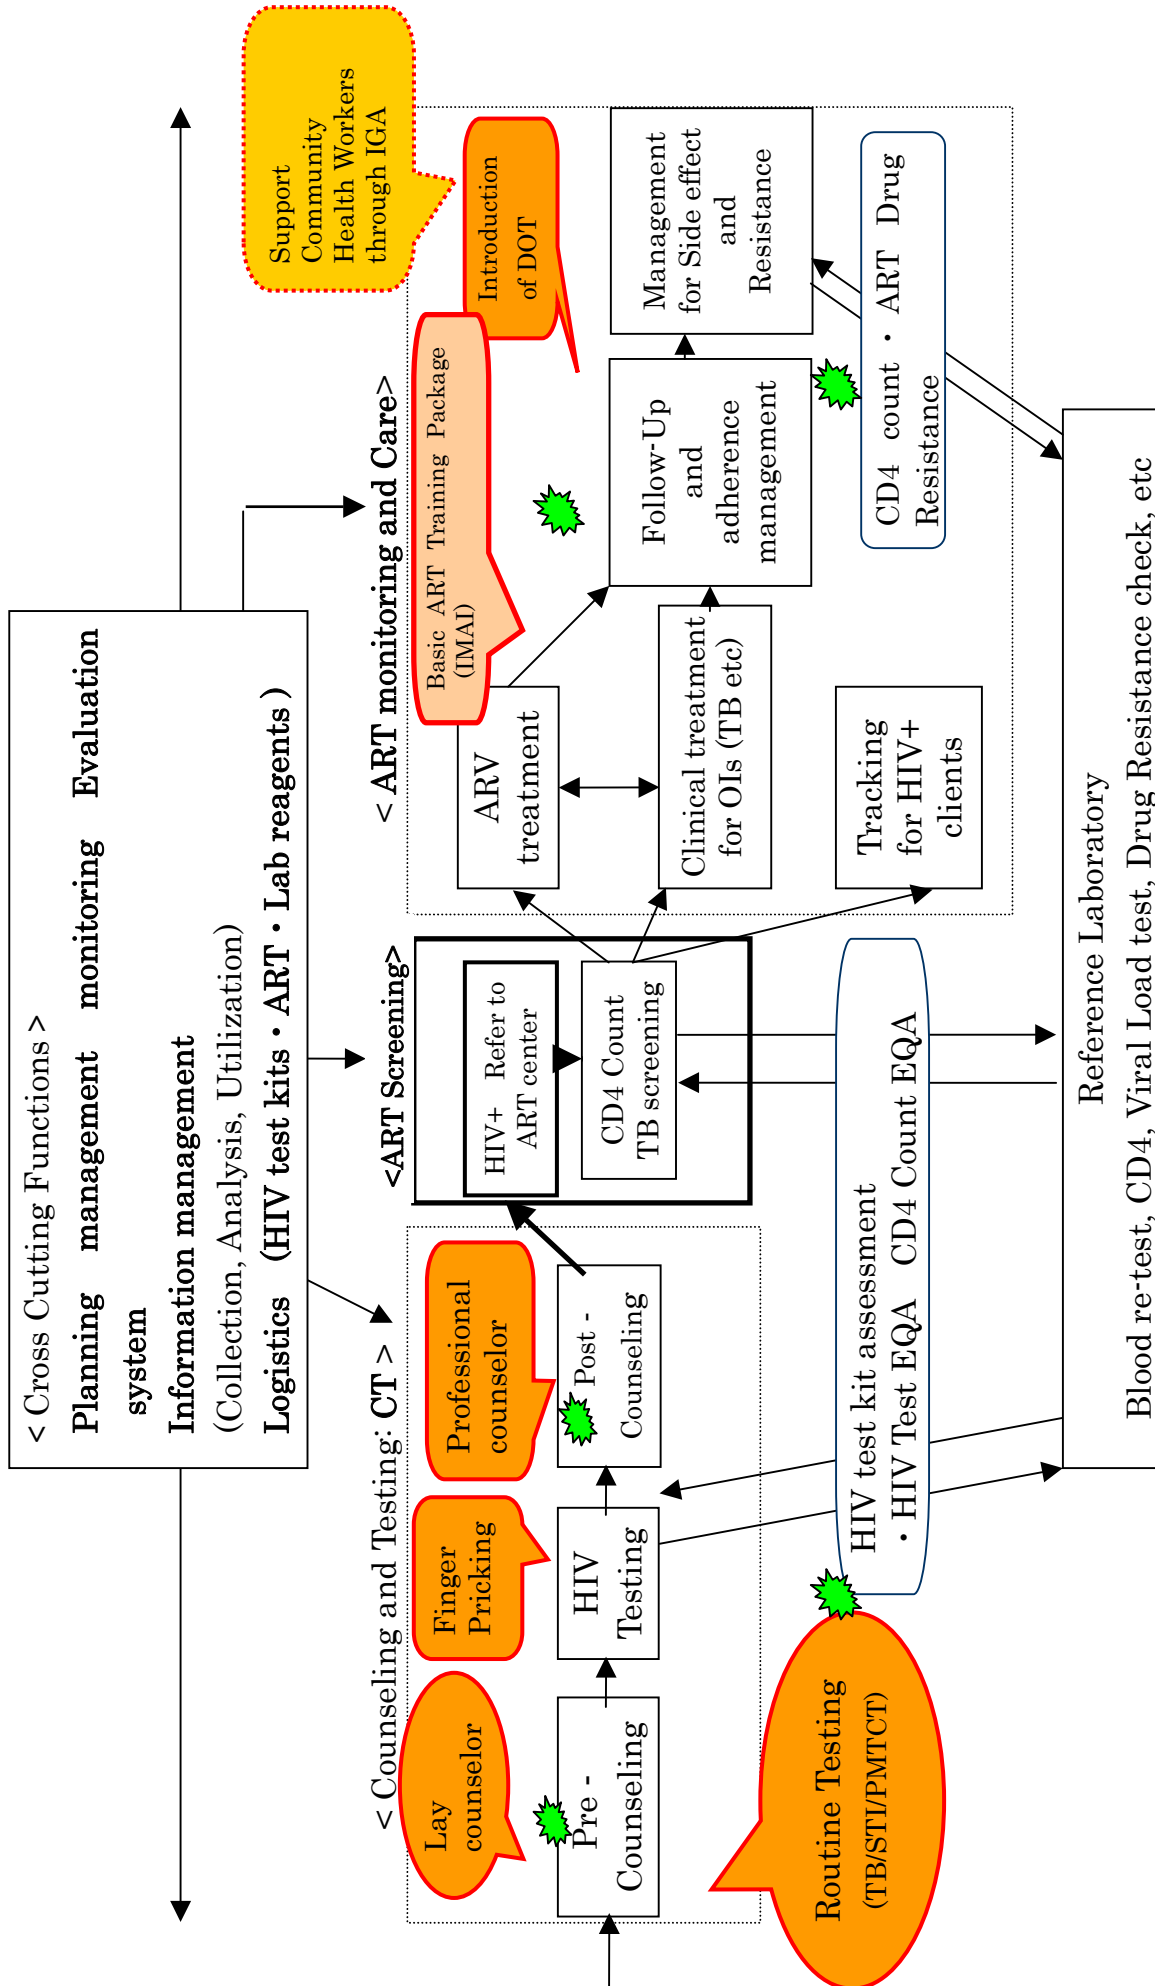 < Cross Cutting Functions >
Planning management monitoring Evaluation
system
Information management
(Collection, Analysis, Utilization)
Logistics (HIV test kits・ART・Lab reagents )
< Counseling and Testing: CT >
Lay
counselor
Finger
Pricking
Professional
counselor
Pre -
Counseling
HIV
Testing
Post -
Counseling
Routine Testing
(TB/STI/PMTCT)
<ART Screening>
HIV+ Refer to
ART center
CD4 Count
TB screening
HIV test kit assessment
・HIV Test EQA CD4 Count EQA
< ART monitoring and Care>
Support
Community
Health Workers
through IGA
Basic ART Training Package
(IMAI)
Introduction
of DOT
ARV
treatment
Clinical treatment
for OIs (TB etc)
Tracking
for HIV+
clients
Follow-Up
and
adherence
management
Management
for Side effect
and
Resistance
CD4 count ・ ART Drug
Resistance
Reference Laboratory
Blood re-test, CD4, Viral Load test, Drug Resistance check, etc